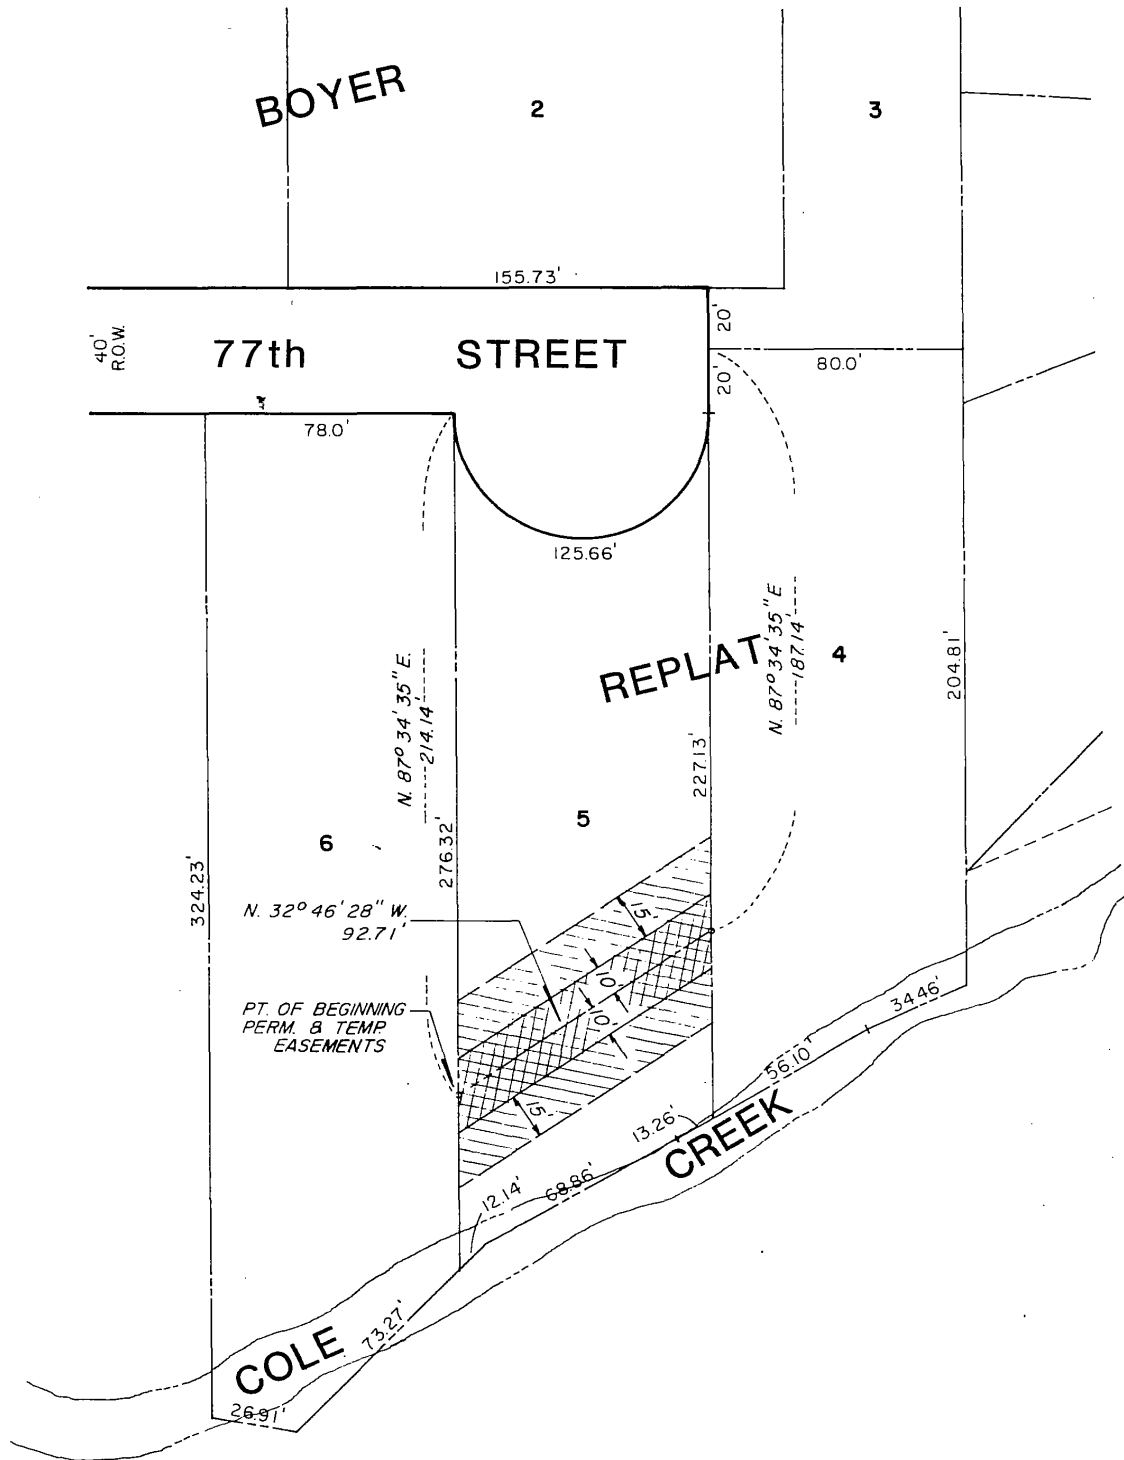 BOYER
2
3
155.73'
40'
R.O.W.
77th STREET
20'
20'
80.0'
78.0'
125.66'
N. 87° 34' 35" E.
214.14'
REPLAT
N. 87° 34' 35" E
187.14'
4
204.81'
227.13'
5
6
276.32'
324.23'
N. 32° 46' 28" W.
92.71'
15'
10'
10'
15'
PT. OF BEGINNING
PERM. & TEMP.
EASEMENTS
34.46'
56.10'
13.26'
CREEK
12.14'
68.86'
73.27'
COLE
26.91'